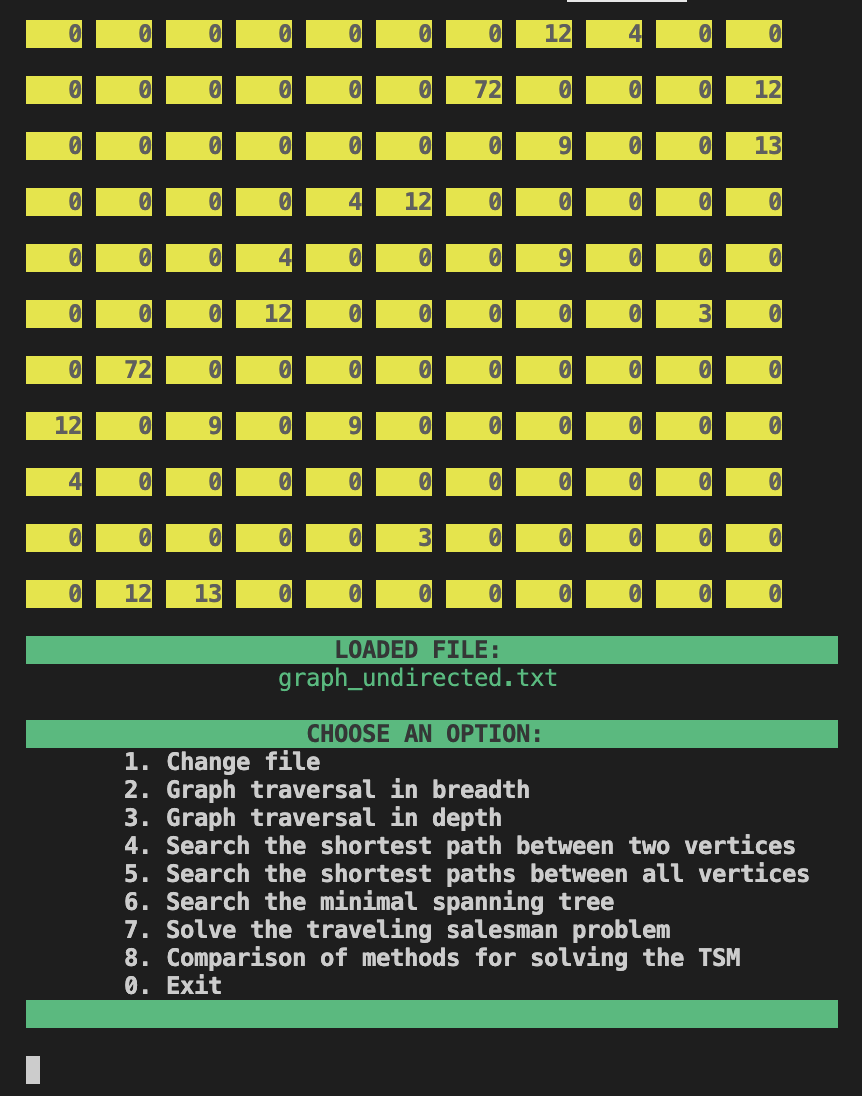 0 0 0 0 0 0 0 12 4 0 0
0 0 0 0 0 0 72 0 0 0 12
0 0 0 0 0 0 0 9 0 0 13
0 0 0 0 4 12 0 0 0 0 0
0 0 0 4 0 0 0 9 0 0 0
0 0 0 12 0 0 0 0 0 3 0
0 72 0 0 0 0 0 0 0 0 0
12 0 9 0 9 0 0 0 0 0 0
4 0 0 0 0 0 0 0 0 0 0
0 0 0 0 0 3 0 0 0 0 0
0 12 13 0 0 0 0 0 0 0 0
LOADED FILE:
graph_undirected.txt
CHOOSE AN OPTION:
1. Change file
2. Graph traversal in breadth
3. Graph traversal in depth
4. Search the shortest path between two vertices
5. Search the shortest paths between all vertices
6. Search the minimal spanning tree
7. Solve the traveling salesman problem
8. Comparison of methods for solving the TSM
0. Exit